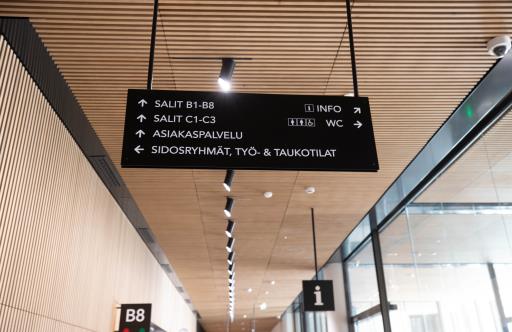 ↑ SALIT B1-B8
↑ SALIT C1-C3
↑ ASIAKASPALVELU
← SIDOSRYHMÄT, TYÖ- & TAUKOTILAT
i INFO ↗
WC →
i
B8